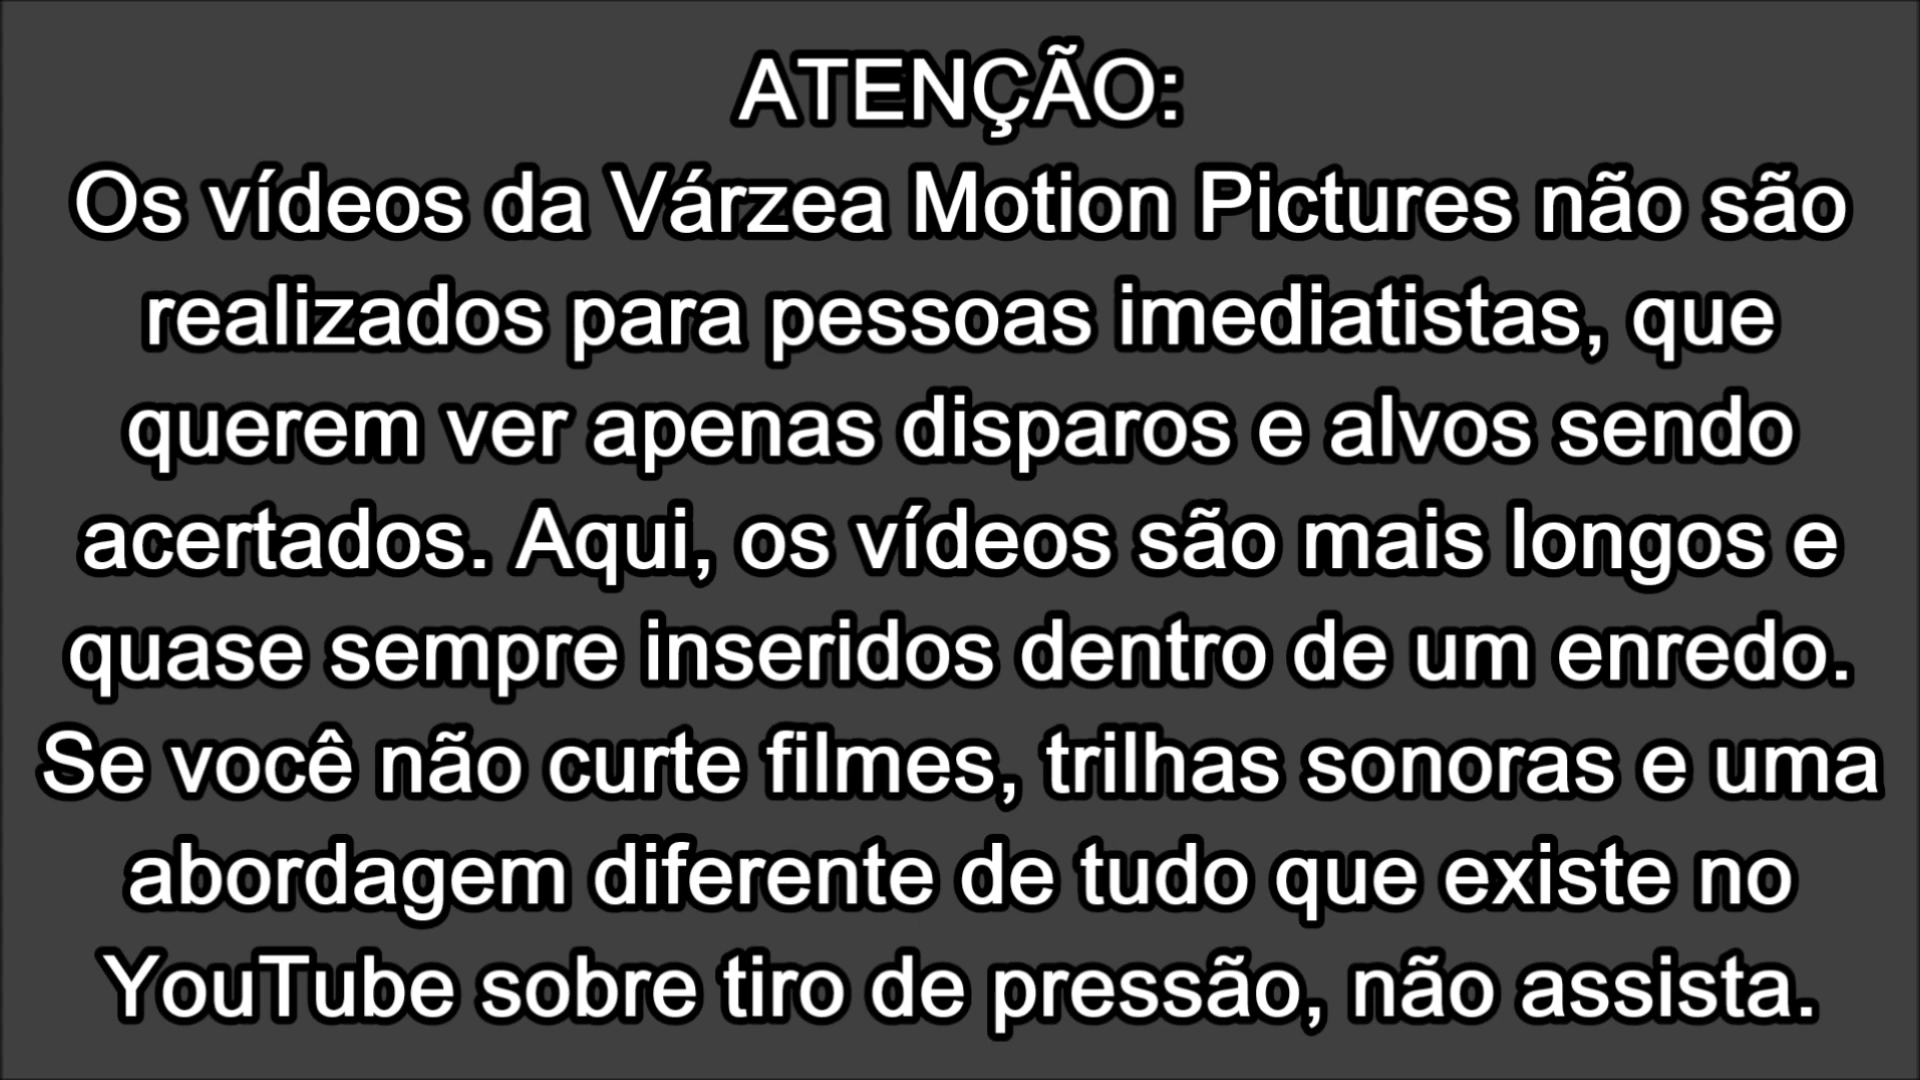 ATENÇÃO:
Os vídeos da Várzea Motion Pictures não são
realizados para pessoas imediatistas, que
querem ver apenas disparos e alvos sendo
acertados. Aqui, os vídeos são mais longos e
quase sempre inseridos dentro de um enredo.
Se você não curte filmes, trilhas sonoras e uma
abordagem diferente de tudo que existe no
YouTube sobre tiro de pressão, não assista.